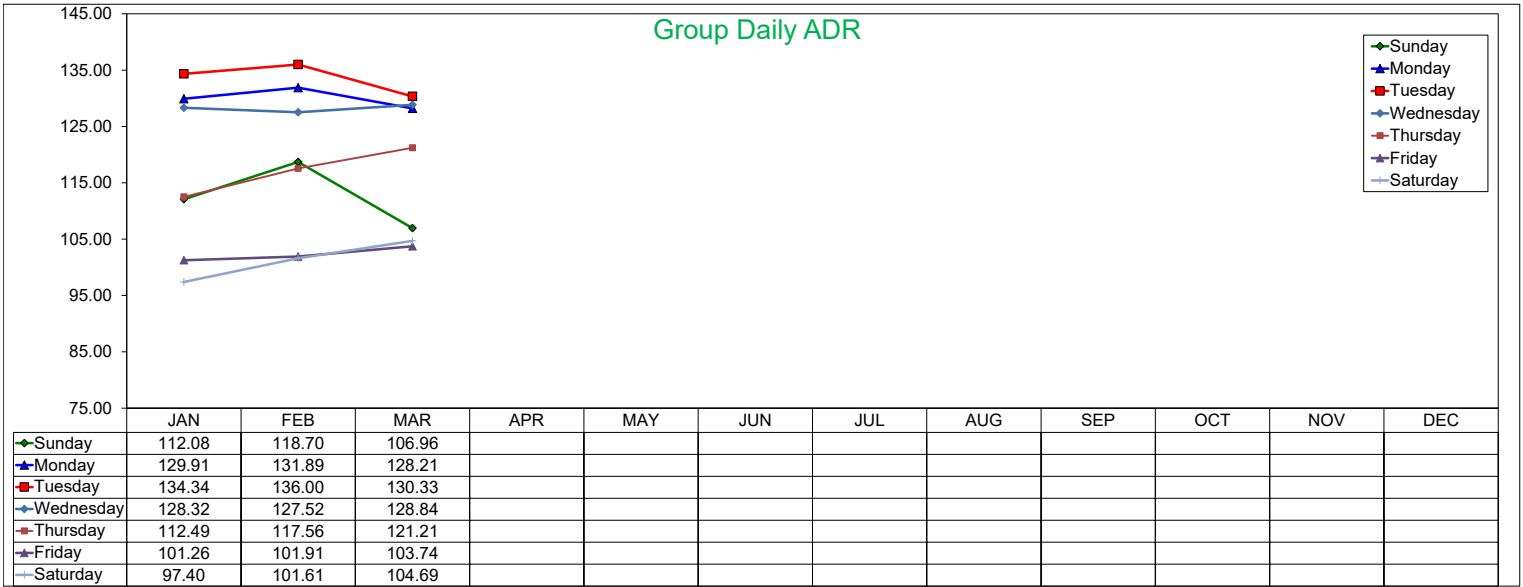 Group Daily ADR
145.00
135.00
125.00
115.00
105.00
95.00
85.00
75.00
Sunday
Monday
Tuesday
Wednesday
Thursday
Friday
Saturday
JAN FEB MAR APR MAY JUN JUL AUG SEP OCT NOV DEC
Sunday 112.08 118.70 106.96
Monday 129.91 131.89 128.21
Tuesday 134.34 136.00 130.33
Wednesday 128.32 127.52 128.84
Thursday 112.49 117.56 121.21
Friday 101.26 101.91 103.74
Saturday 97.40 101.61 104.69